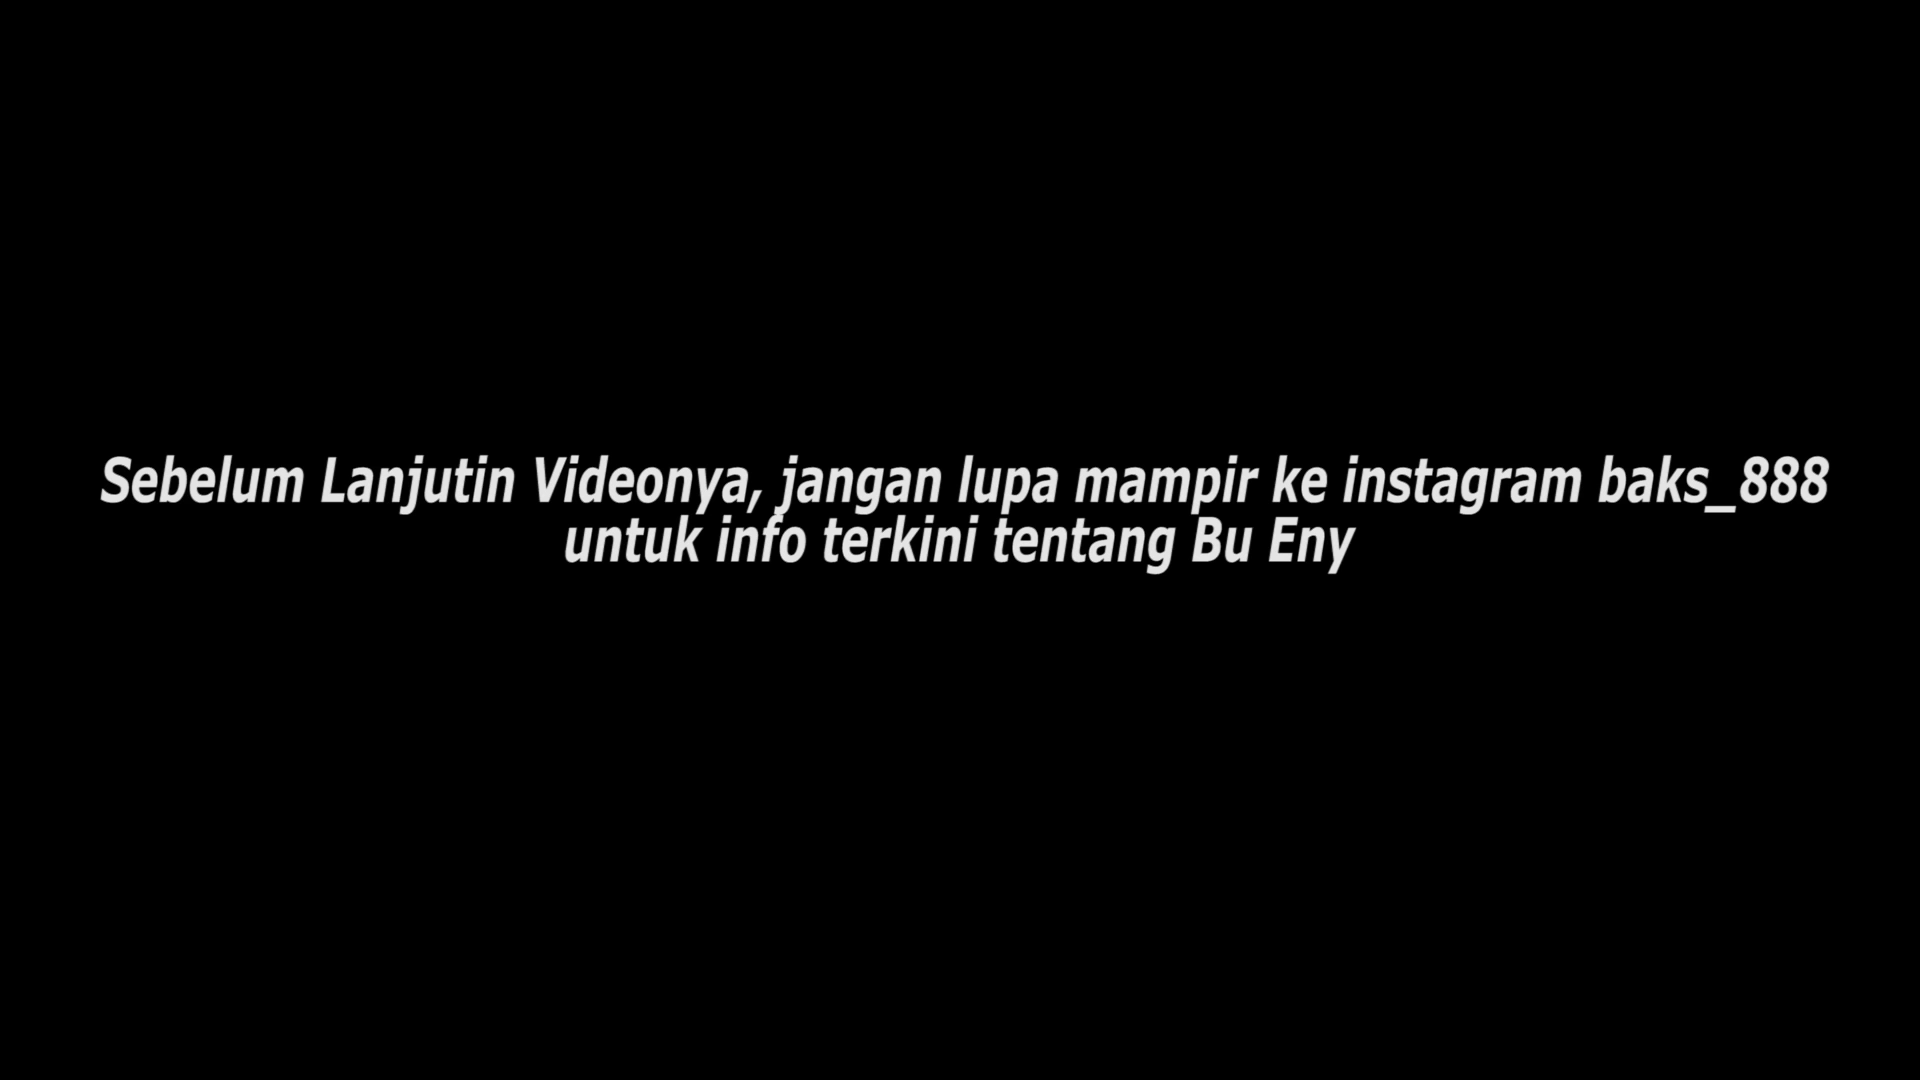 Sebelum Lanjutin Videonya, jangan lupa mampir ke instagram baks_888
untuk info terkini tentang Bu Eny